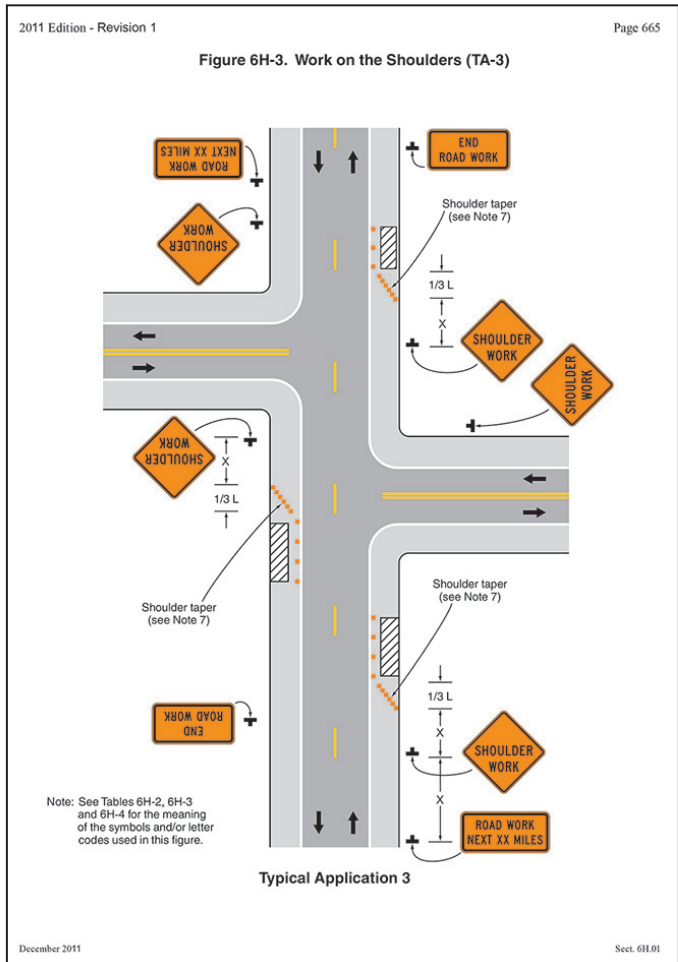 2011 Edition - Revision 1
Page 665
Figure 6H-3. Work on the Shoulders (TA-3)
ROAD WORK
NEXT XX MILES
END
ROAD WORK
SHOULDER
WORK
Shoulder taper
(see Note 7)
1/3 L
X
SHOULDER
WORK
SHOULDER
WORK
SHOULDER
WORK
X
1/3 L
Shoulder taper
(see Note 7)
Shoulder taper
(see Note 7)
1/3 L
X
END
ROAD WORK
SHOULDER
WORK
X
Note: See Tables 6H-2, 6H-3
and 6H-4 for the meaning
of the symbols and/or letter
codes used in this figure.
ROAD WORK
NEXT XX MILES
Typical Application 3
December 2011
Sect. 6H.01